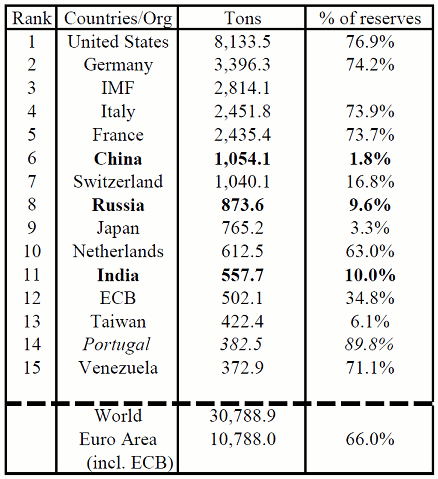 Rank Countries/Org Tons % of reserves
1 United States 8,133.5 76.9%
2 Germany 3,396.3 74.2%
3 IMF 2,814.1
4 Italy 2,451.8 73.9%
5 France 2,435.4 73.7%
6 China 1,054.1 1.8%
7 Switzerland 1,040.1 16.8%
8 Russia 873.6 9.6%
9 Japan 765.2 3.3%
10 Netherlands 612.5 63.0%
11 India 557.7 10.0%
12 ECB 502.1 34.8%
13 Taiwan 422.4 6.1%
14 Portugal 382.5 89.8%
15 Venezuela 372.9 71.1%
World 30,788.9
Euro Area 10,788.0 66.0%
(incl. ECB)